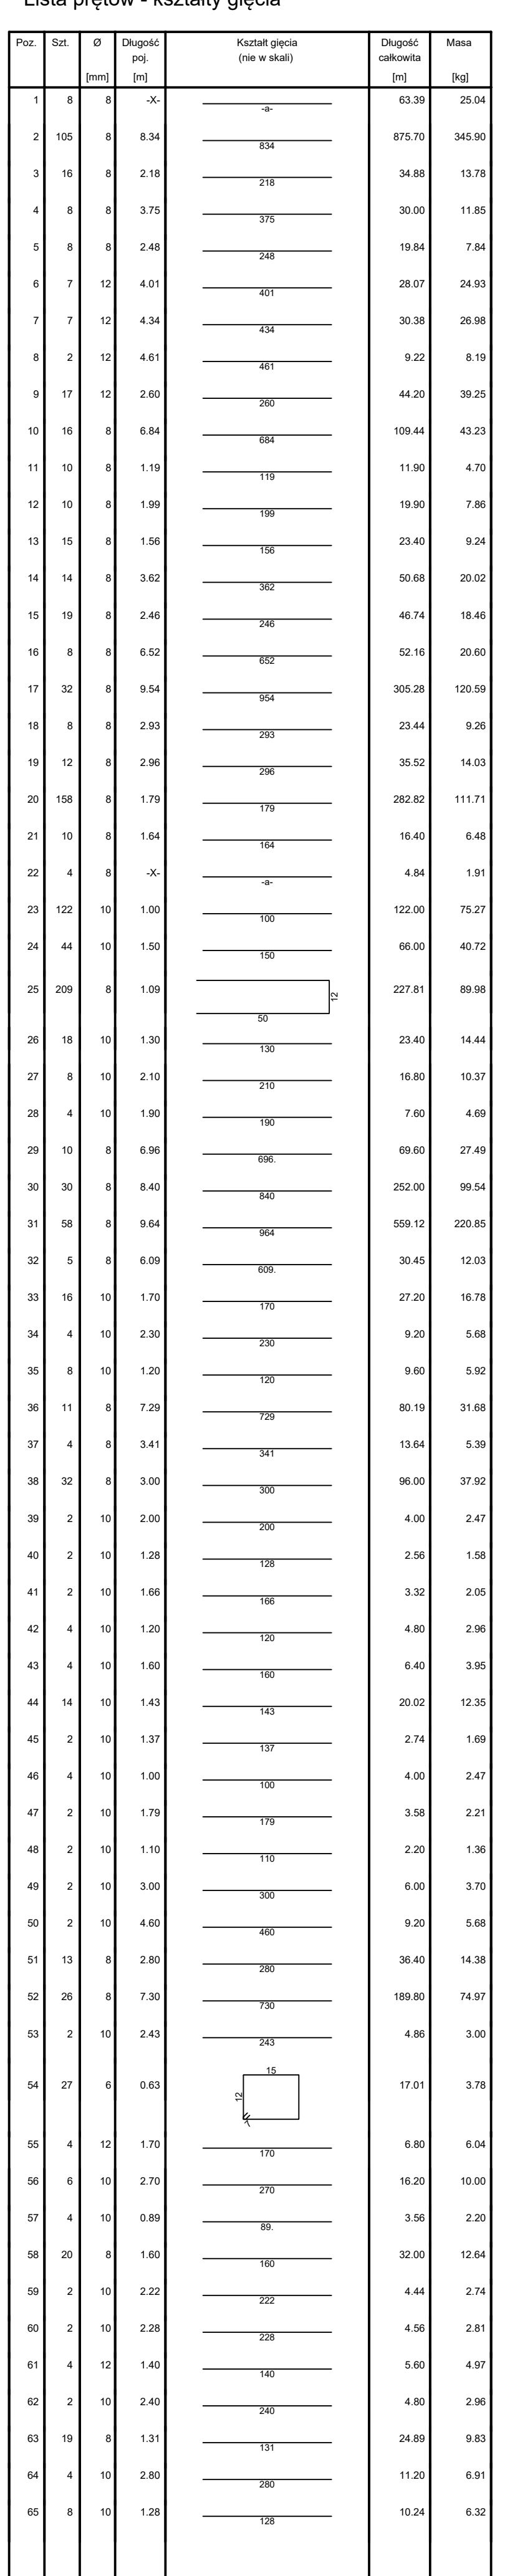 Lista prętów - kształty gięcia
Poz. Szt. Ø Długość Kształt gięcia Długość Masa
poj. (nie w skali) całkowita
[mm] [m] [m] [kg]
1 8 8 -X- -a- 63.39 25.04
2 105 8 8.34 834 875.70 345.90
3 16 8 2.18 218 34.88 13.78
4 8 8 3.75 375 30.00 11.85
5 8 8 2.48 248 19.84 7.84
6 7 12 4.01 401 28.07 24.93
7 7 12 4.34 434 30.38 26.98
8 2 12 4.61 461 9.22 8.19
9 17 12 2.60 260 44.20 39.25
10 16 8 6.84 684 109.44 43.23
11 10 8 1.19 119 11.90 4.70
12 10 8 1.99 199 19.90 7.86
13 15 8 1.56 156 23.40 9.24
14 14 8 3.62 362 50.68 20.02
15 19 8 2.46 246 46.74 18.46
16 8 8 6.52 652 52.16 20.60
17 32 8 9.54 954 305.28 120.59
18 8 8 2.93 293 23.44 9.26
19 12 8 2.96 296 35.52 14.03
20 158 8 1.79 179 282.82 111.71
21 10 8 1.64 164 16.40 6.48
22 4 8 -X- -a- 4.84 1.91
23 122 10 1.00 100 122.00 75.27
24 44 10 1.50 150 66.00 40.72
25 209 8 1.09 12 227.81 89.98
50
26 18 10 1.30 130 23.40 14.44
27 8 10 2.10 210 16.80 10.37
28 4 10 1.90 190 7.60 4.69
29 10 8 6.96 696. 69.60 27.49
30 30 8 8.40 840 252.00 99.54
31 58 8 9.64 964 559.12 220.85
32 5 8 6.09 609. 30.45 12.03
33 16 10 1.70 170 27.20 16.78
34 4 10 2.30 230 9.20 5.68
35 8 10 1.20 120 9.60 5.92
36 11 8 7.29 729 80.19 31.68
37 4 8 3.41 341 13.64 5.39
38 32 8 3.00 300 96.00 37.92
39 2 10 2.00 200 4.00 2.47
40 2 10 1.28 128 2.56 1.58
41 2 10 1.66 166 3.32 2.05
42 4 10 1.20 120 4.80 2.96
43 4 10 1.60 160 6.40 3.95
44 14 10 1.43 143 20.02 12.35
45 2 10 1.37 137 2.74 1.69
46 4 10 1.00 100 4.00 2.47
47 2 10 1.79 179 3.58 2.21
48 2 10 1.10 110 2.20 1.36
49 2 10 3.00 300 6.00 3.70
50 2 10 4.60 460 9.20 5.68
51 13 8 2.80 280 36.40 14.38
52 26 8 7.30 730 189.80 74.97
53 2 10 2.43 243 4.86 3.00
15
54 27 6 0.63 12 17.01 3.78
55 4 12 1.70 170 6.80 6.04
56 6 10 2.70 270 16.20 10.00
57 4 10 0.89 89. 3.56 2.20
58 20 8 1.60 160 32.00 12.64
59 2 10 2.22 222 4.44 2.74
60 2 10 2.28 228 4.56 2.81
61 4 12 1.40 140 5.60 4.97
62 2 10 2.40 240 4.80 2.96
63 19 8 1.31 131 24.89 9.83
64 4 10 2.80 280 11.20 6.91
65 8 10 1.28 128 10.24 6.32